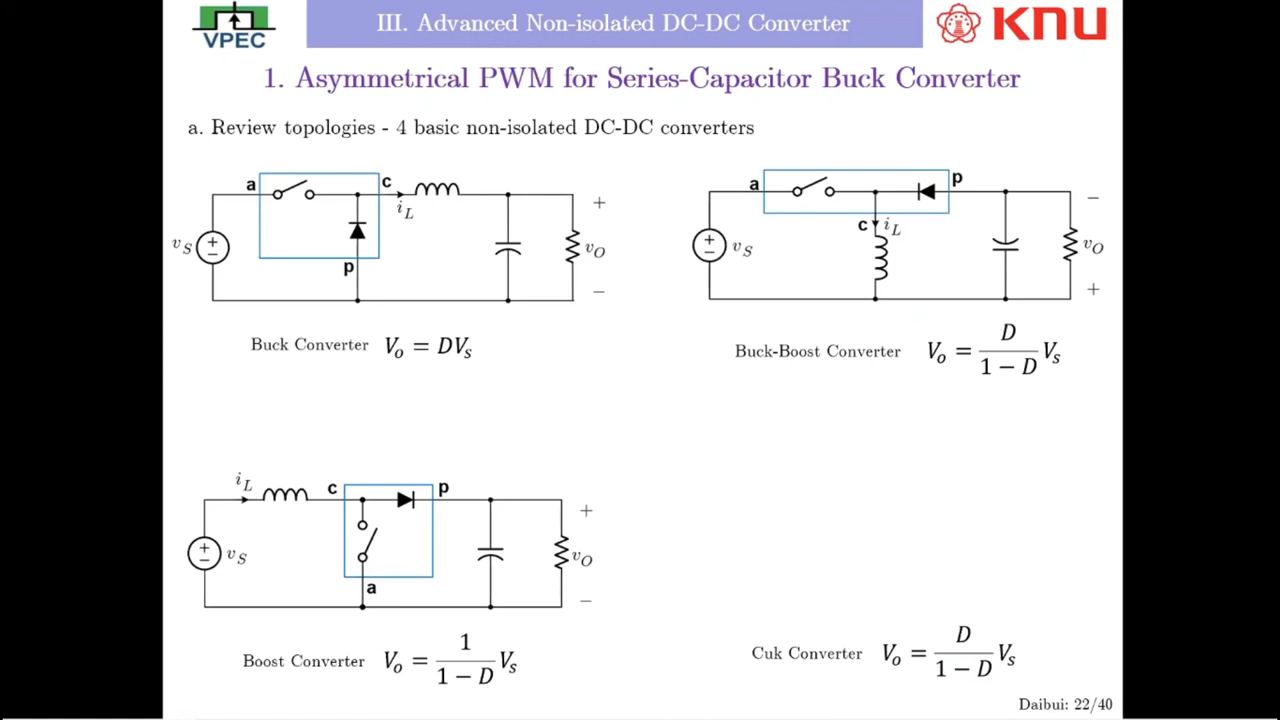 VPEC
III. Advanced Non-isolated DC-DC Converter
KNU
1. Asymmetrical PWM for Series-Capacitor Buck Converter
a. Review topologies - 4 basic non-isolated DC-DC converters
a
c
i_L
v_S
+
−
p
+
v_O
−
Buck Converter V_o = DV_s
a
p
c
i_L
+
−
v_S
−
v_O
+
Buck-Boost Converter V_o = D/(1 − D) V_s
i_L
c
p
+
−
v_S
a
+
v_O
−
Boost Converter V_o = 1/(1 − D) V_s
Cuk Converter V_o = D/(1 − D) V_s
Daibui: 22/40